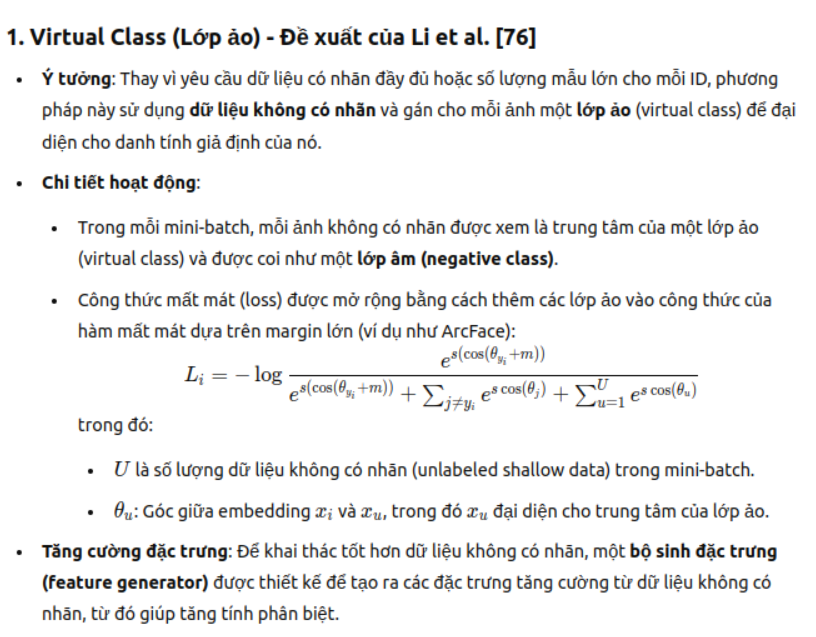 1. Virtual Class (Lớp ảo) - Đề xuất của Li et al. [76]
• Ý tưởng: Thay vì yêu cầu dữ liệu có nhãn đầy đủ hoặc số lượng mẫu lớn cho mỗi ID, phương
pháp này sử dụng dữ liệu không có nhãn và gán cho mỗi ảnh một lớp ảo (virtual class) để đại
diện cho danh tính giả định của nó.
• Chi tiết hoạt động:
• Trong mỗi mini-batch, mỗi ảnh không có nhãn được xem là trung tâm của một lớp ảo
(virtual class) và được coi như một lớp âm (negative class).
• Công thức mất mát (loss) được mở rộng bằng cách thêm các lớp ảo vào công thức của
hàm mất mát dựa trên margin lớn (ví dụ như ArcFace):
$L_i = -\log \frac{e^{s(\cos(\theta_{y_i}+m))}}{e^{s(\cos(\theta_{y_i}+m))} + \sum_{j \neq y_i} e^{s\cos(\theta_j)} + \sum_{u=1}^{U} e^{s\cos(\theta_u)}}$
trong đó:
• U là số lượng dữ liệu không có nhãn (unlabeled shallow data) trong mini-batch.
• $\theta_u$: Góc giữa embedding $x_i$ và $x_u$, trong đó $x_u$ đại diện cho trung tâm của lớp ảo.
• Tăng cường đặc trưng: Để khai thác tốt hơn dữ liệu không có nhãn, một bộ sinh đặc trưng
(feature generator) được thiết kế để tạo ra các đặc trưng tăng cường từ dữ liệu không có
nhãn, từ đó giúp tăng tính phân biệt.